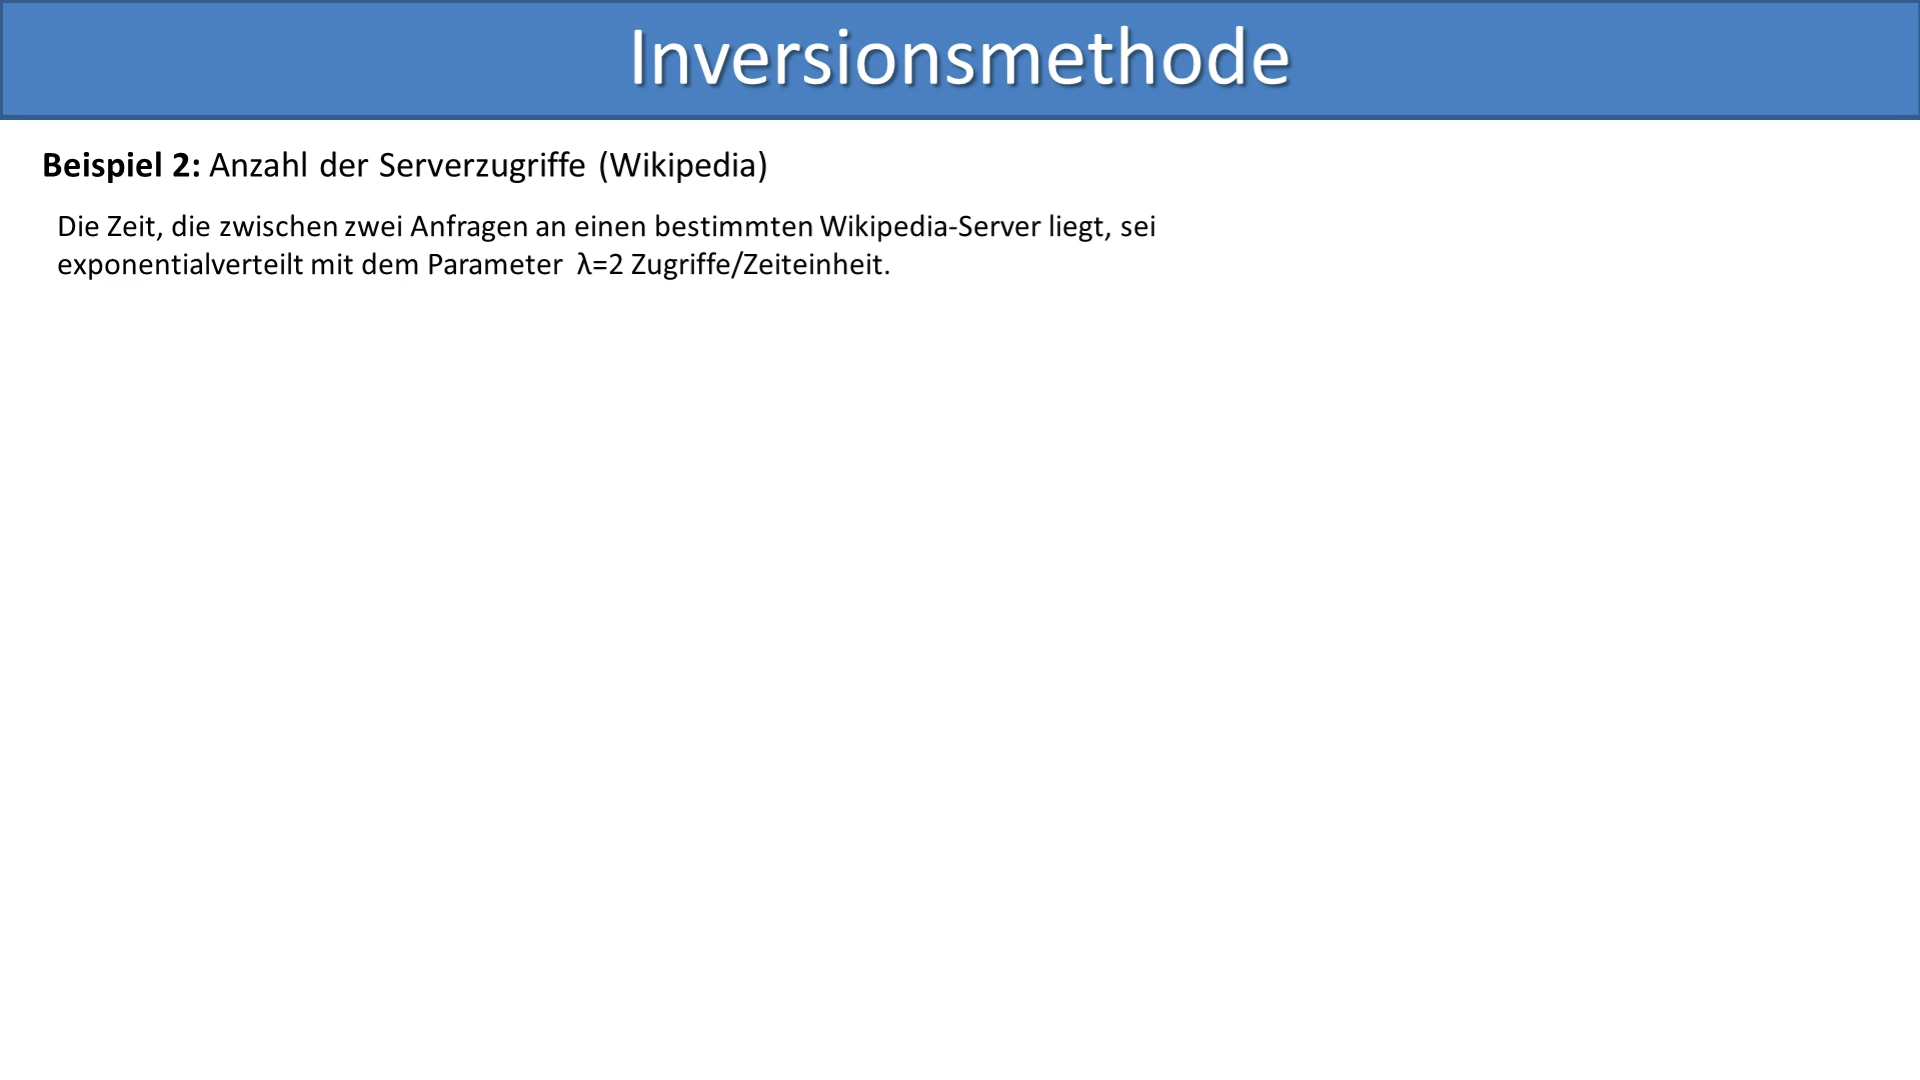 Inversionsmethode
Beispiel 2: Anzahl der Serverzugriffe (Wikipedia)
Die Zeit, die zwischen zwei Anfragen an einen bestimmten Wikipedia-Server liegt, sei
exponentialverteilt mit dem Parameter λ=2 Zugriffe/Zeiteinheit.